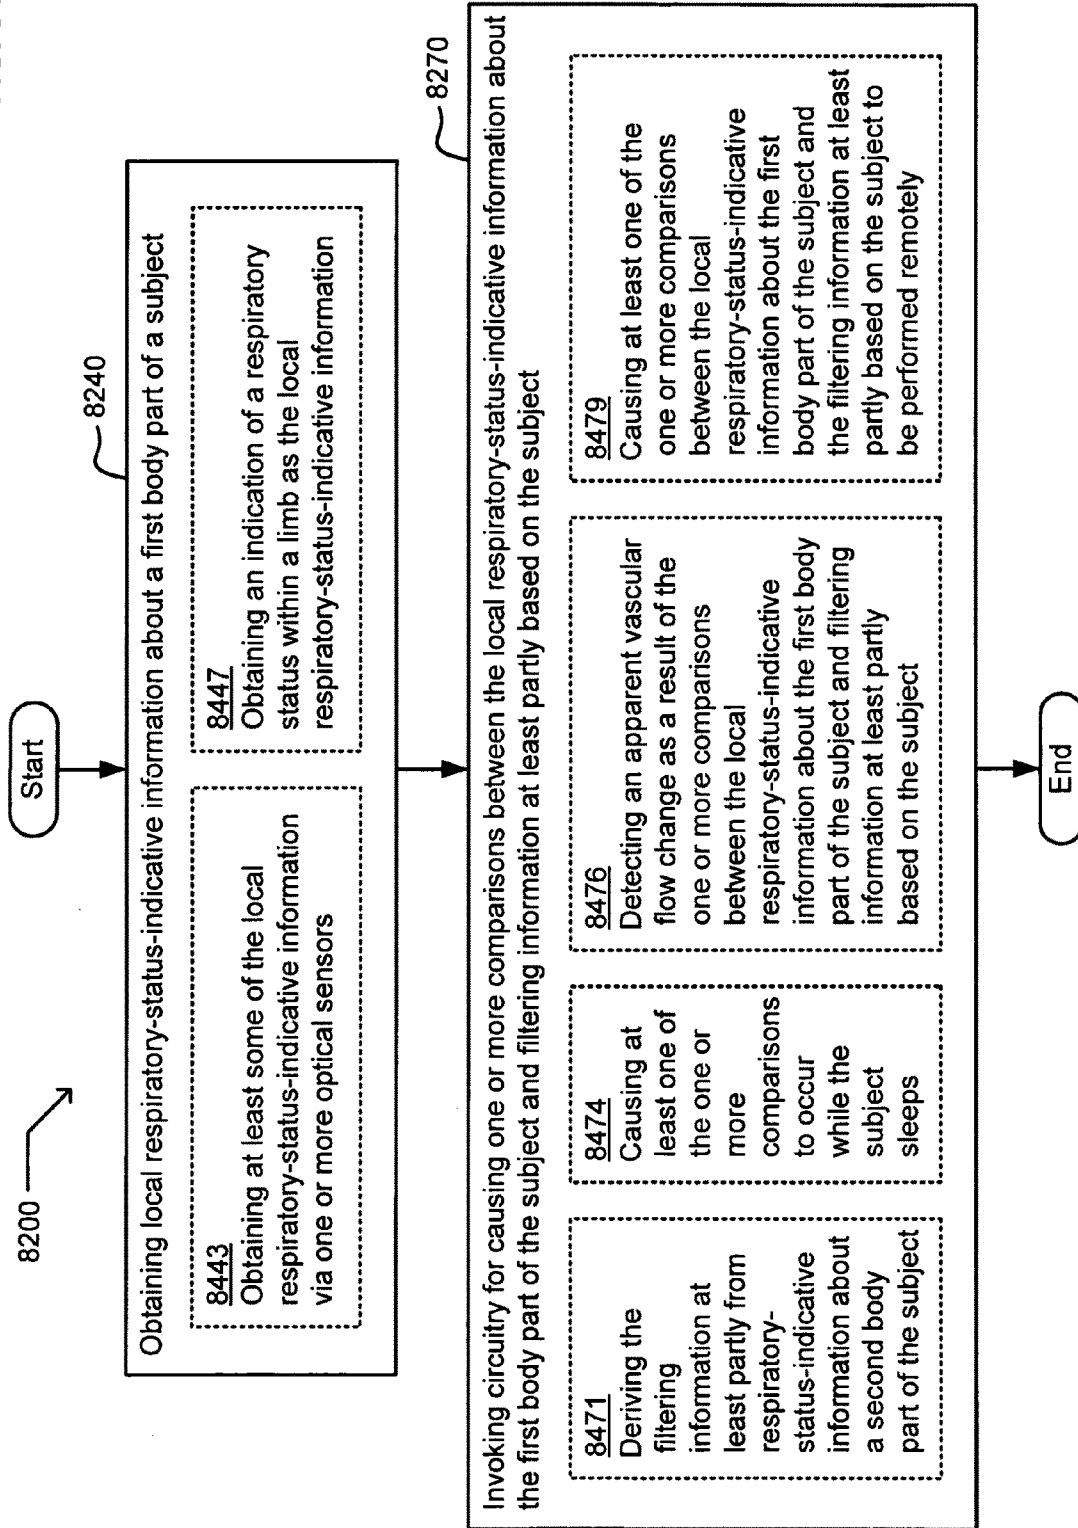 8200
Start
8240
Obtaining local respiratory-status-indicative information about a first body part of a subject
8443
Obtaining at least some of the local
respiratory-status-indicative information
via one or more optical sensors
8447
Obtaining an indication of a respiratory
status within a limb as the local
respiratory-status-indicative information
8270
Invoking circuitry for causing one or more comparisons between the local respiratory-status-indicative information about
the first body part of the subject and filtering information at least partly based on the subject
8471
Deriving the
filtering
information at
least partly from
respiratory-
status-indicative
information about
a second body
part of the subject
8474
Causing at
least one of
the one or
more
comparisons
to occur
while the
subject
sleeps
8476
Detecting an apparent vascular
flow change as a result of the
one or more comparisons
between the local
respiratory-status-indicative
information about the first body
part of the subject and filtering
information at least partly
based on the subject
8479
Causing at least one of the
one or more comparisons
between the local
respiratory-status-indicative
information about the first
body part of the subject and
the filtering information at least
partly based on the subject to
be performed remotely
End